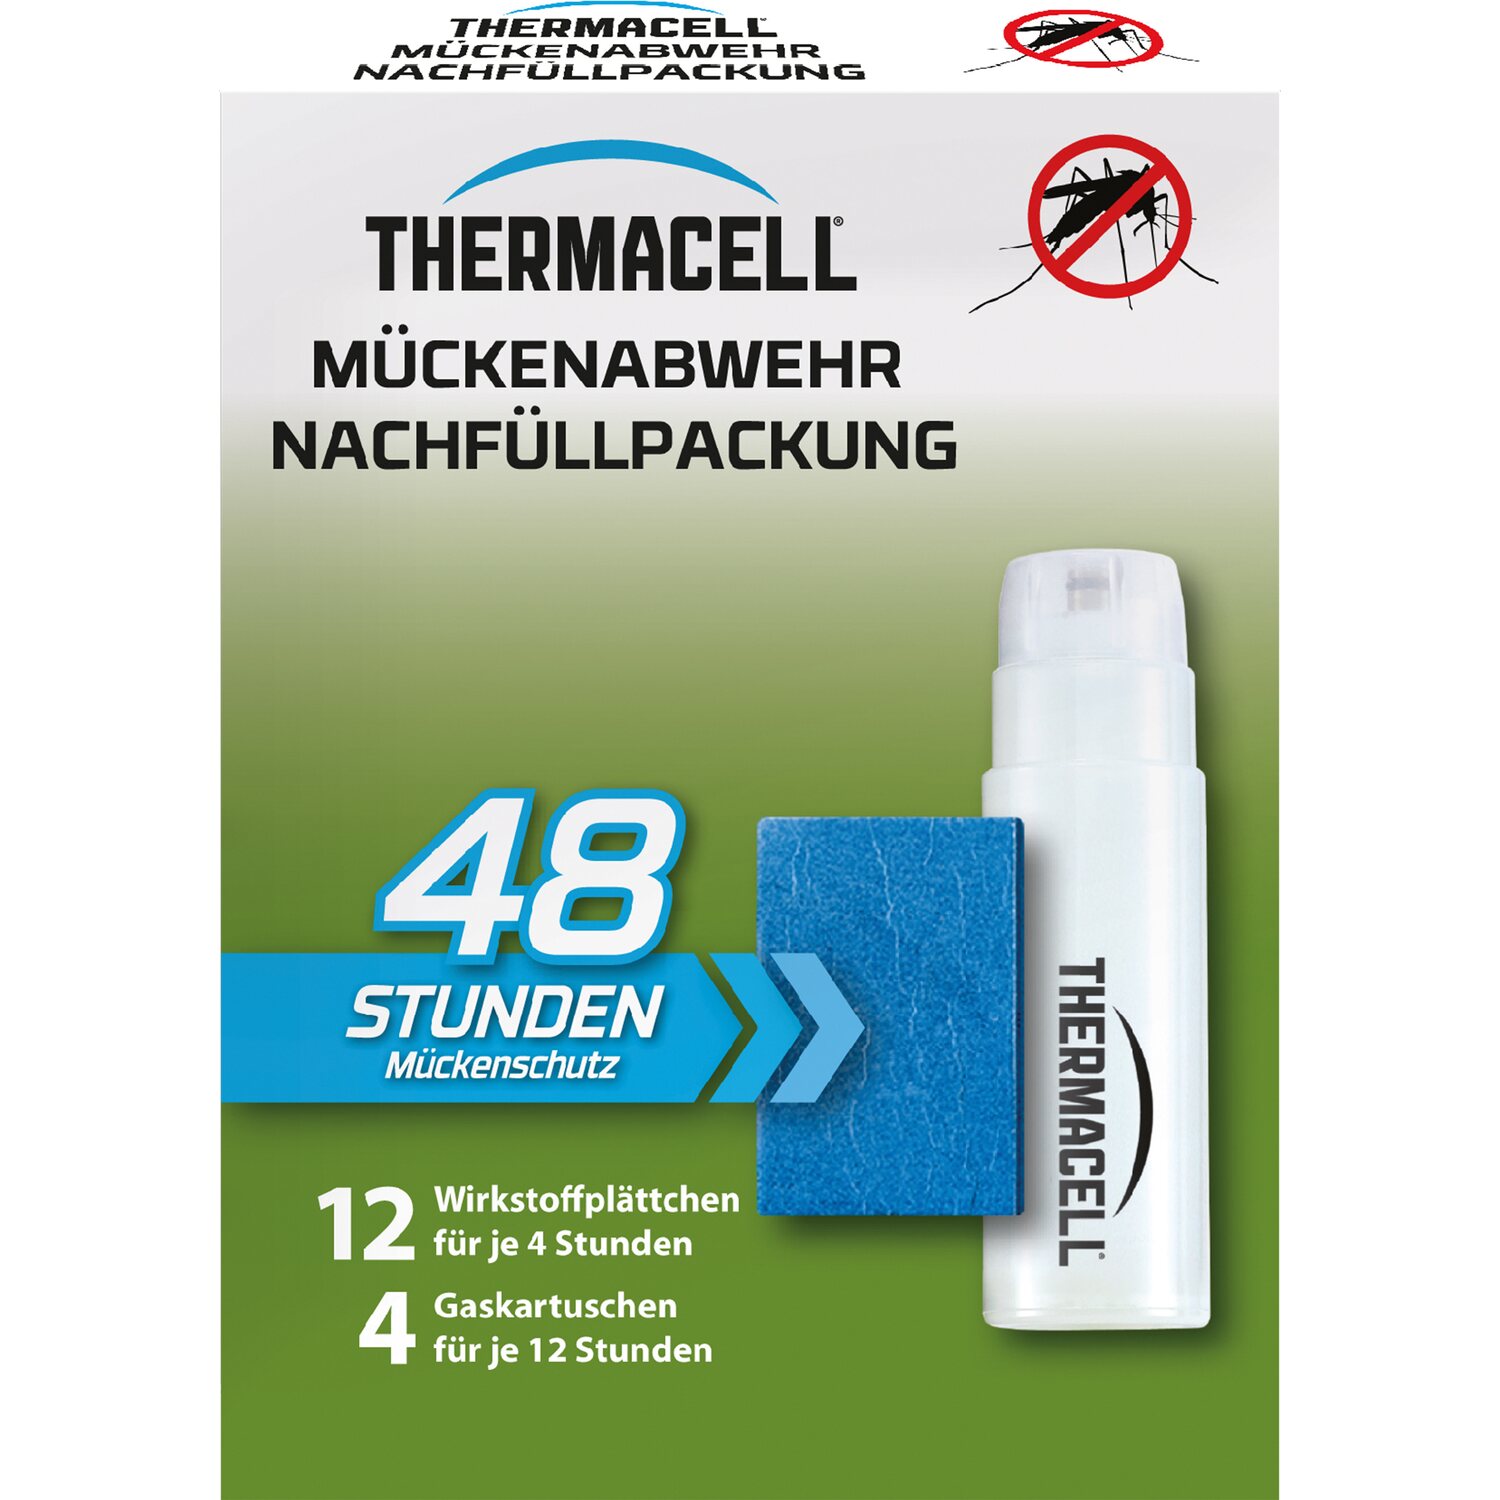 THERMACELL®
MÜCKENABWEHR
NACHFÜLLPACKUNG
THERMACELL®
MÜCKENABWEHR
NACHFÜLLPACKUNG
48
STUNDEN
Mückenschutz
12 Wirkstoffplättchen
für je 4 Stunden
4 Gaskartuschen
für je 12 Stunden
THERMACELL®